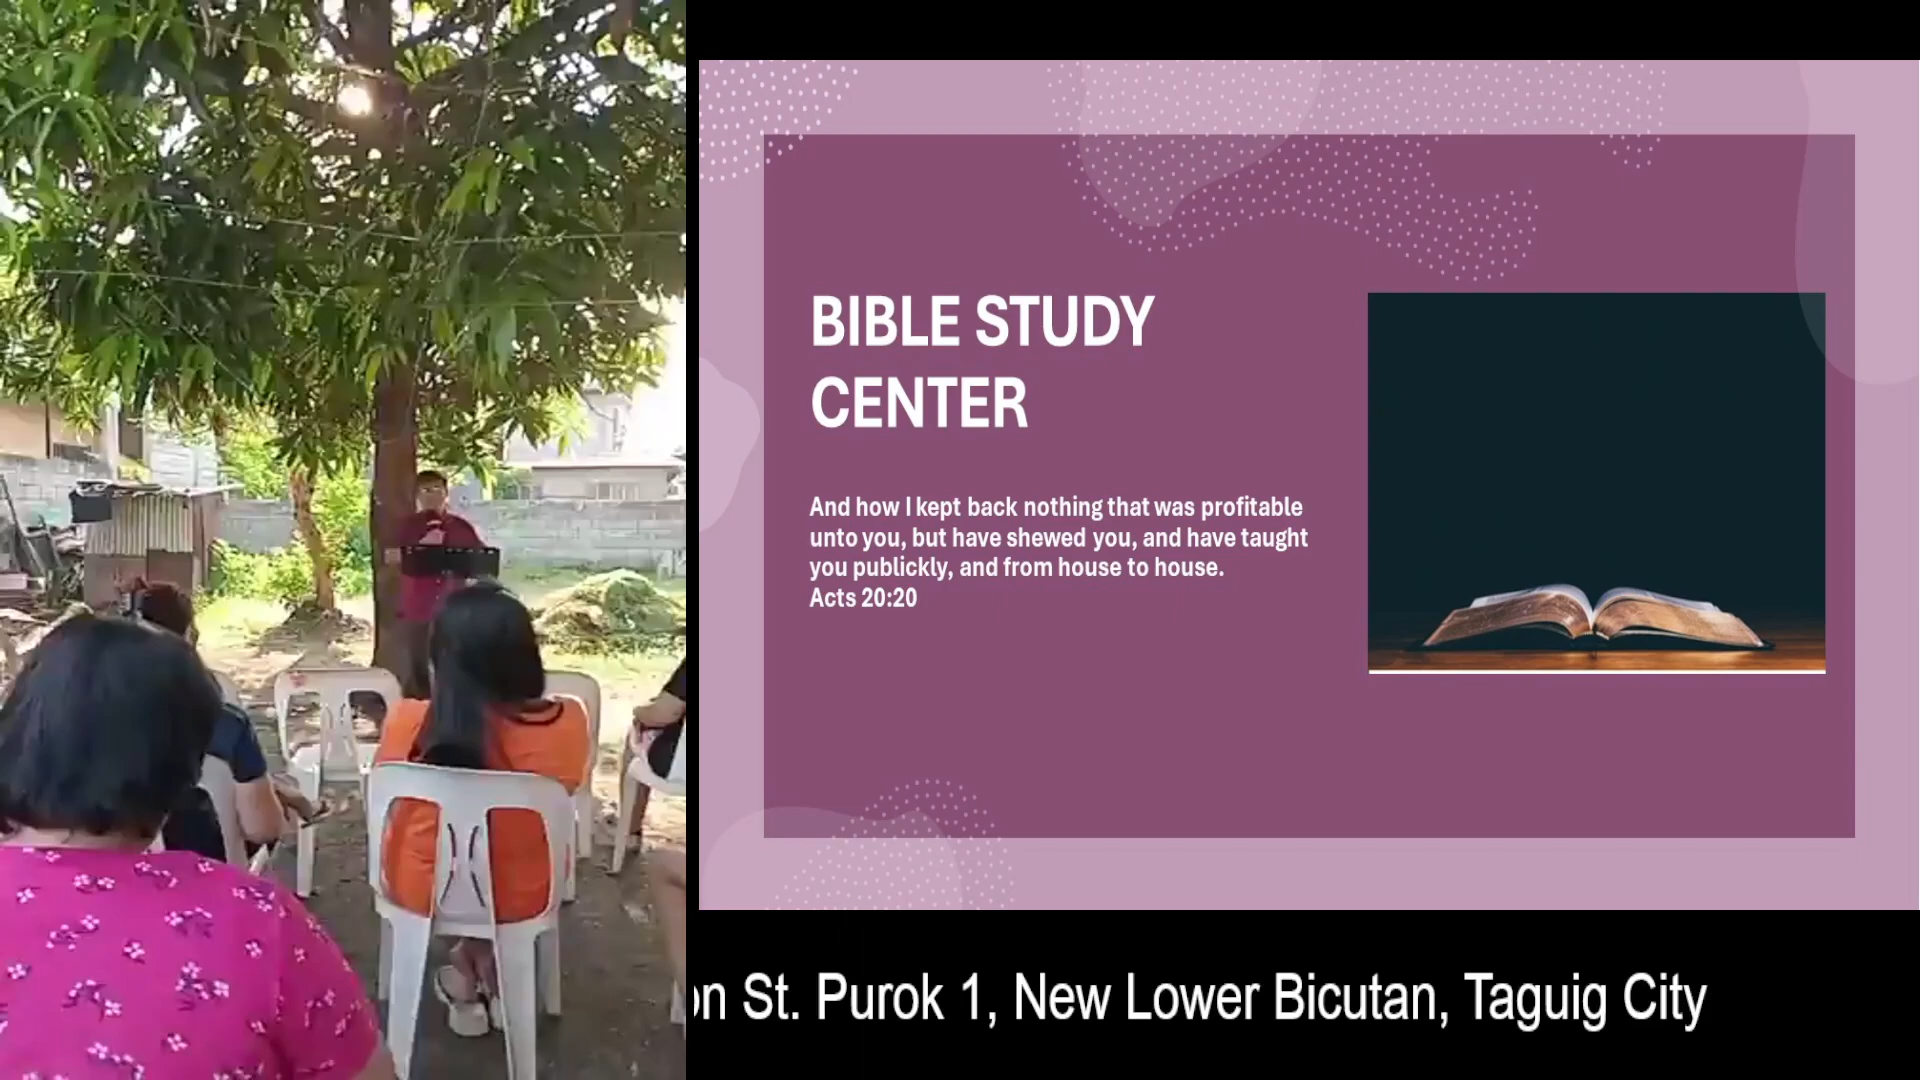 BIBLE STUDY
CENTER
And how I kept back nothing that was profitable
unto you, but have shewed you, and have taught
you publickly, and from house to house.
Acts 20:20
St. Purok 1, New Lower Bicutan, Taguig City